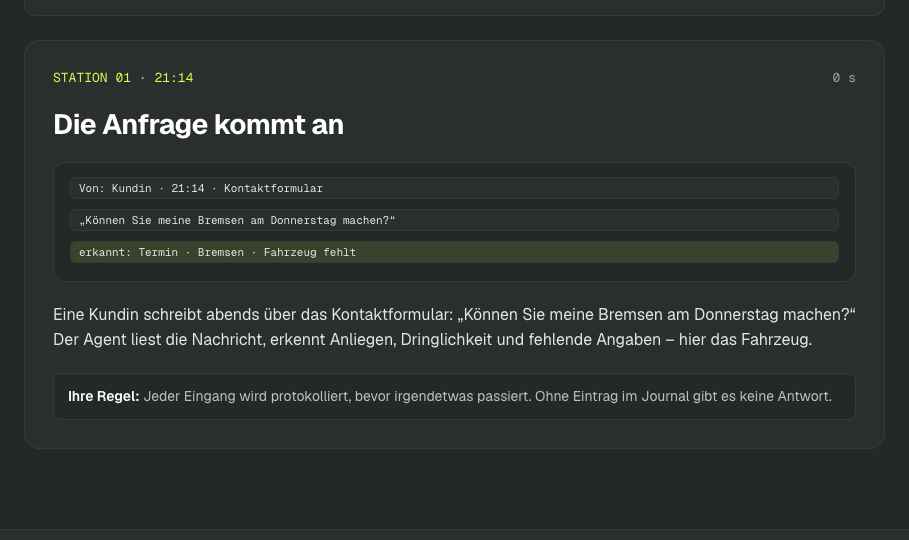 STATION 01 · 21:14
0 s
Die Anfrage kommt an
Von: Kundin · 21:14 · Kontaktformular
„Können Sie meine Bremsen am Donnerstag machen?“
erkannt: Termin · Bremsen · Fahrzeug fehlt
Eine Kundin schreibt abends über das Kontaktformular: „Können Sie meine Bremsen am Donnerstag machen?“
Der Agent liest die Nachricht, erkennt Anliegen, Dringlichkeit und fehlende Angaben – hier das Fahrzeug.
Ihre Regel: Jeder Eingang wird protokolliert, bevor irgendetwas passiert. Ohne Eintrag im Journal gibt es keine Antwort.